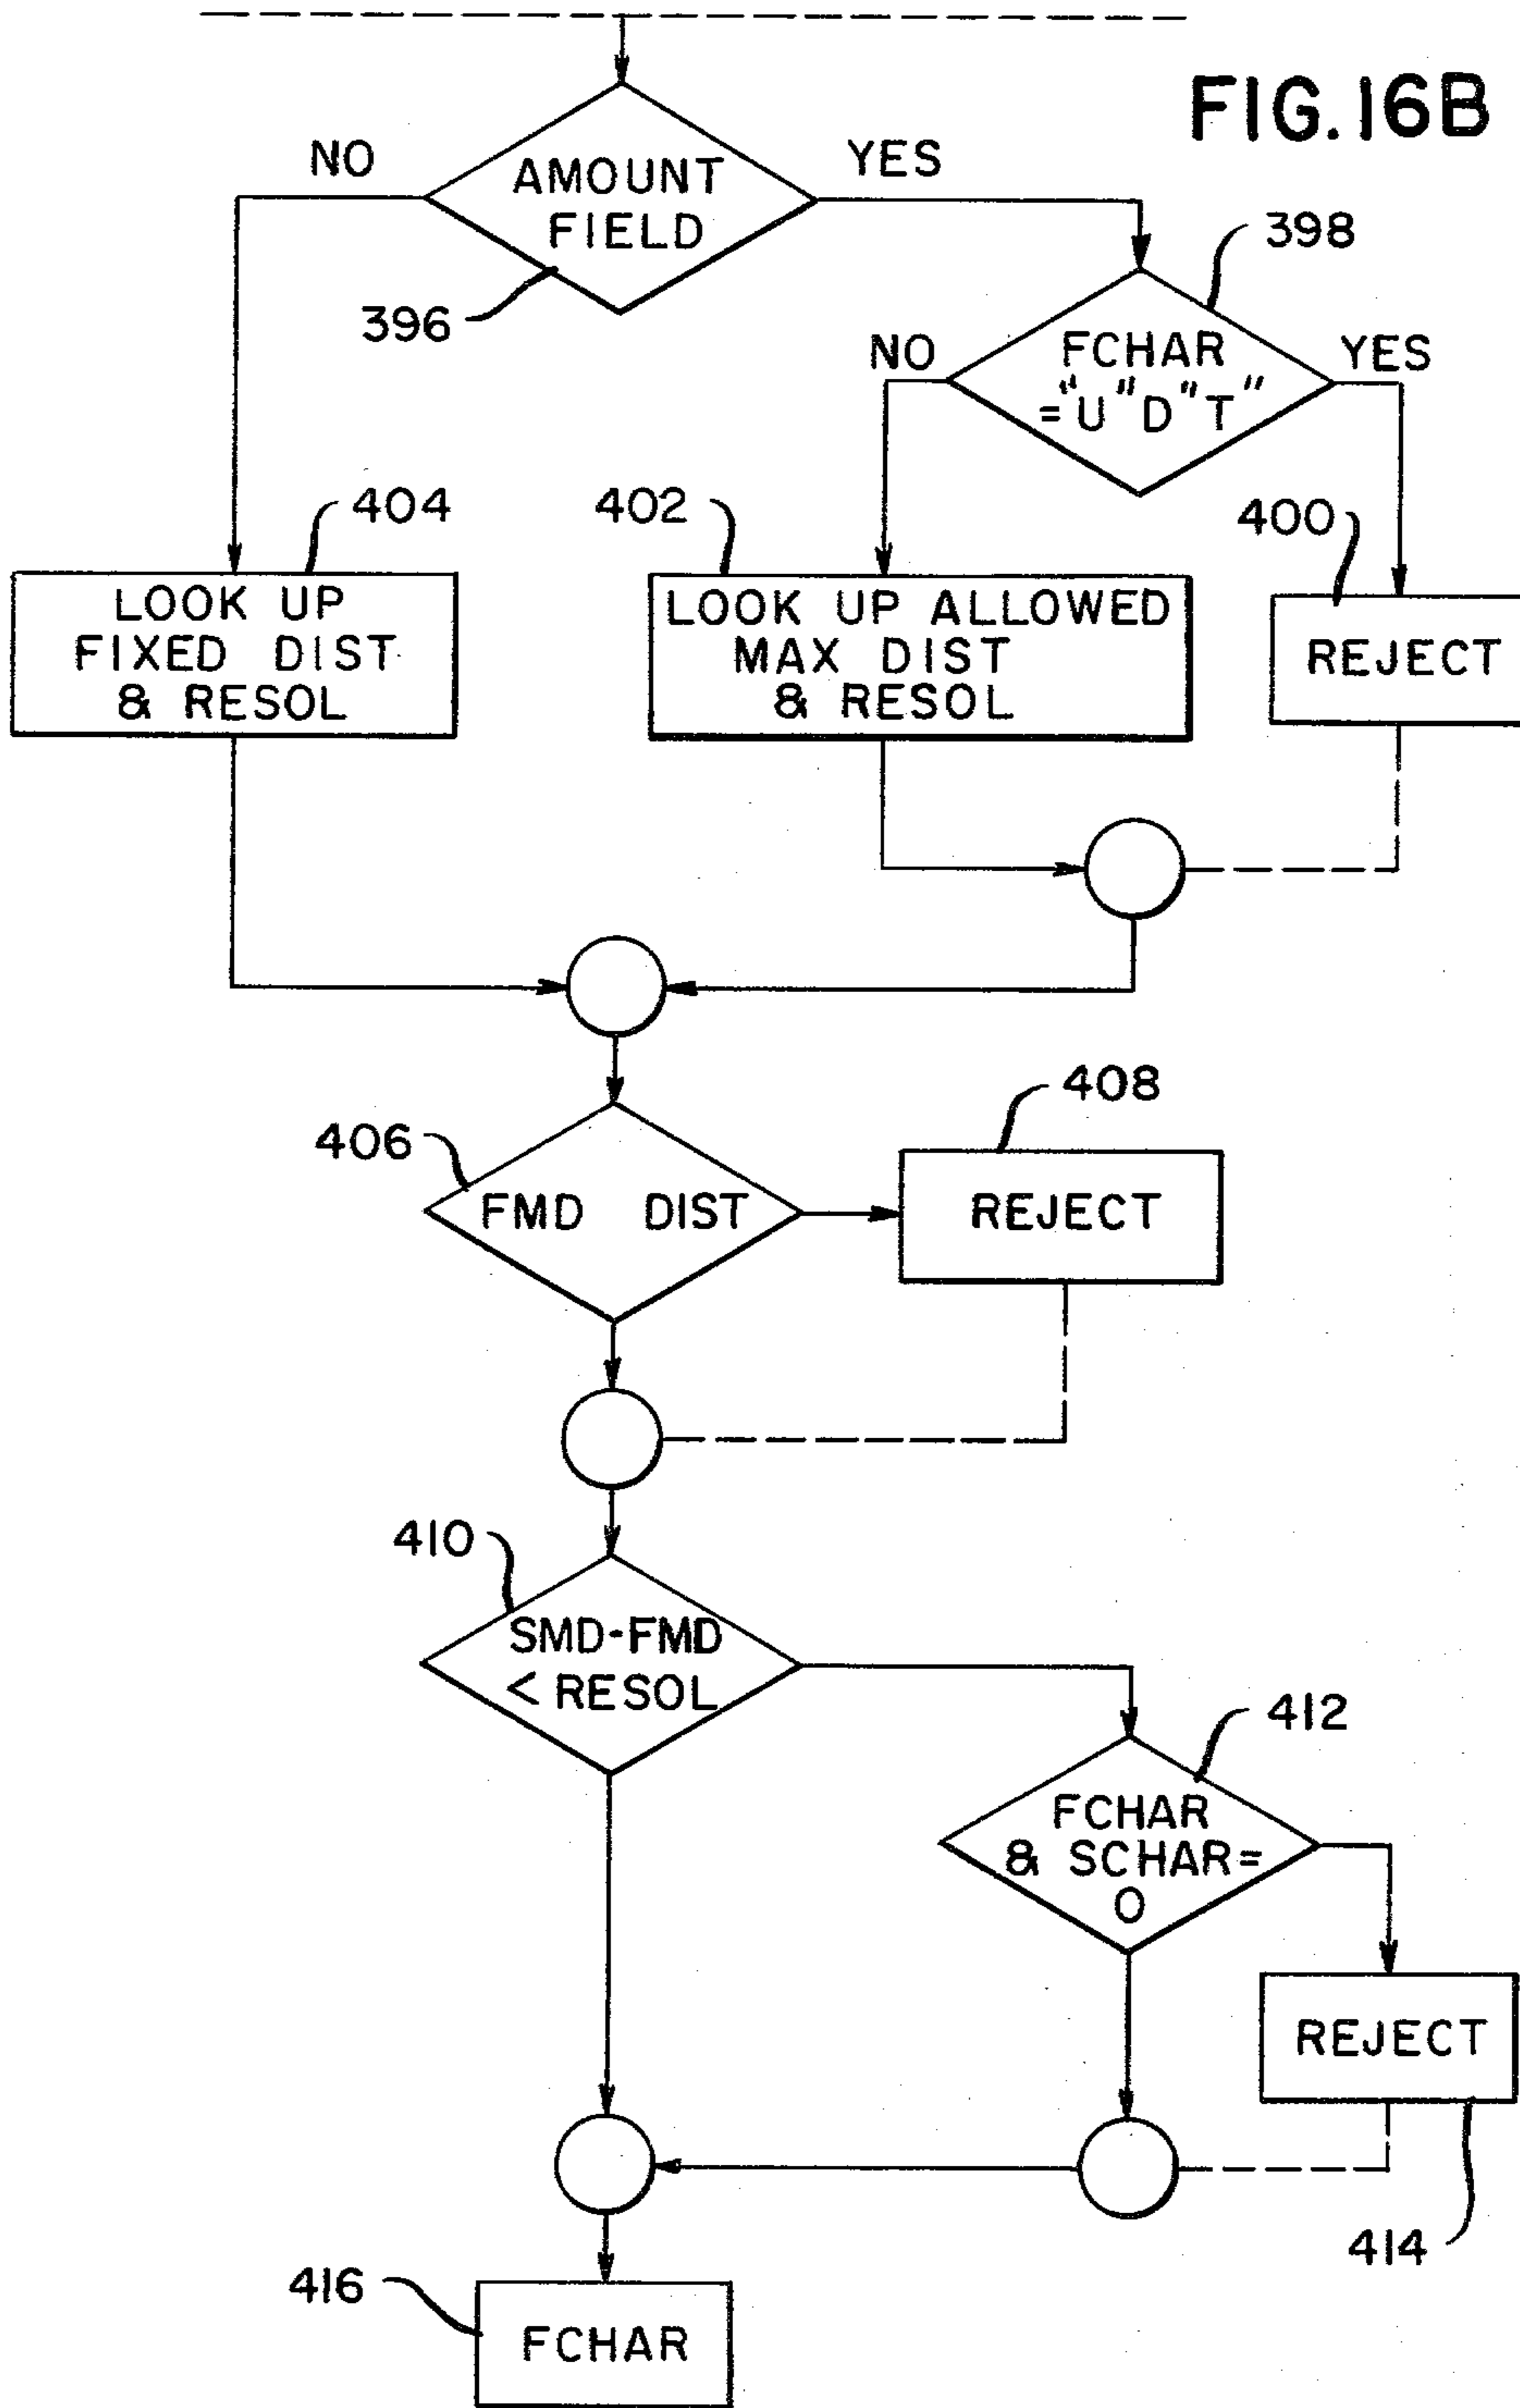 FIG. 16B
NO
YES
AMOUNT
FIELD
396
398
NO
YES
FCHAR
="U"D"T"
404
402
400
LOOK UP
FIXED DIST
& RESOL
LOOK UP ALLOWED
MAX DIST
& RESOL
REJECT
408
406
FMD DIST
REJECT
410
SMD-FMD
< RESOL
412
FCHAR
& SCHAR=
0
REJECT
414
416
FCHAR